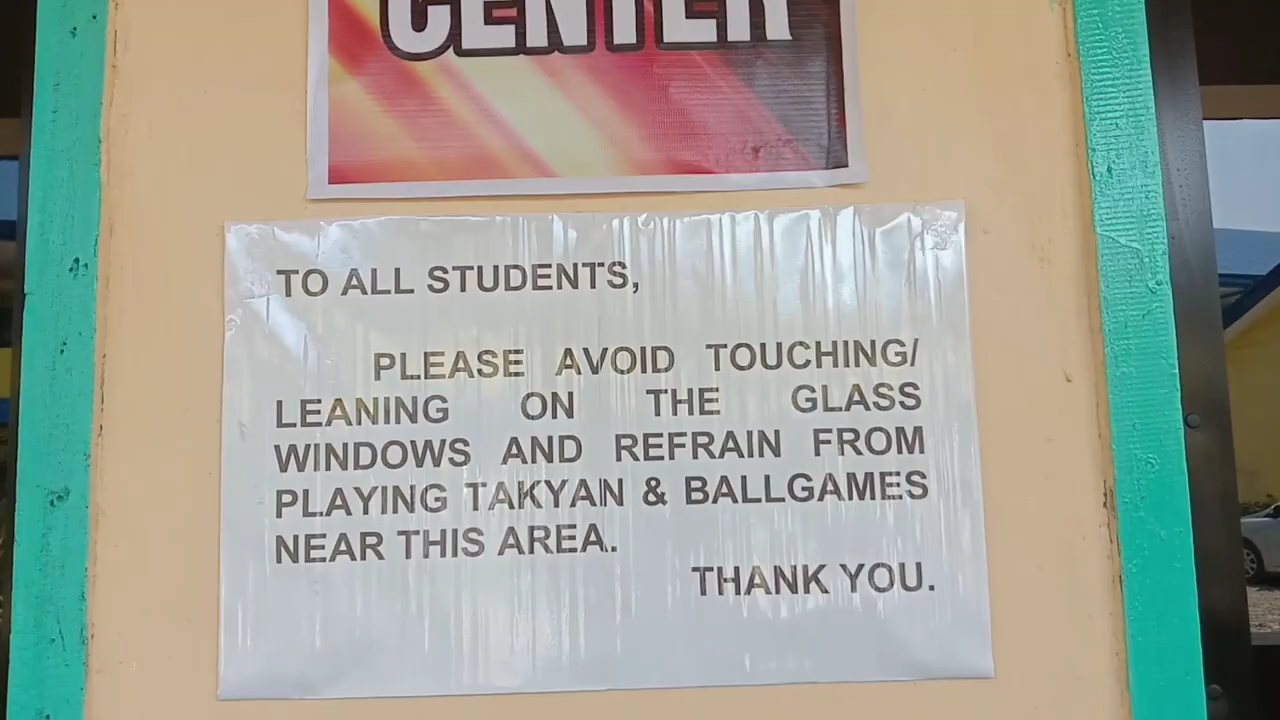 CENTER
TO ALL STUDENTS,
PLEASE AVOID TOUCHING/
LEANING ON THE GLASS
WINDOWS AND REFRAIN FROM
PLAYING TAKYAN & BALLGAMES
NEAR THIS AREA.
THANK YOU.